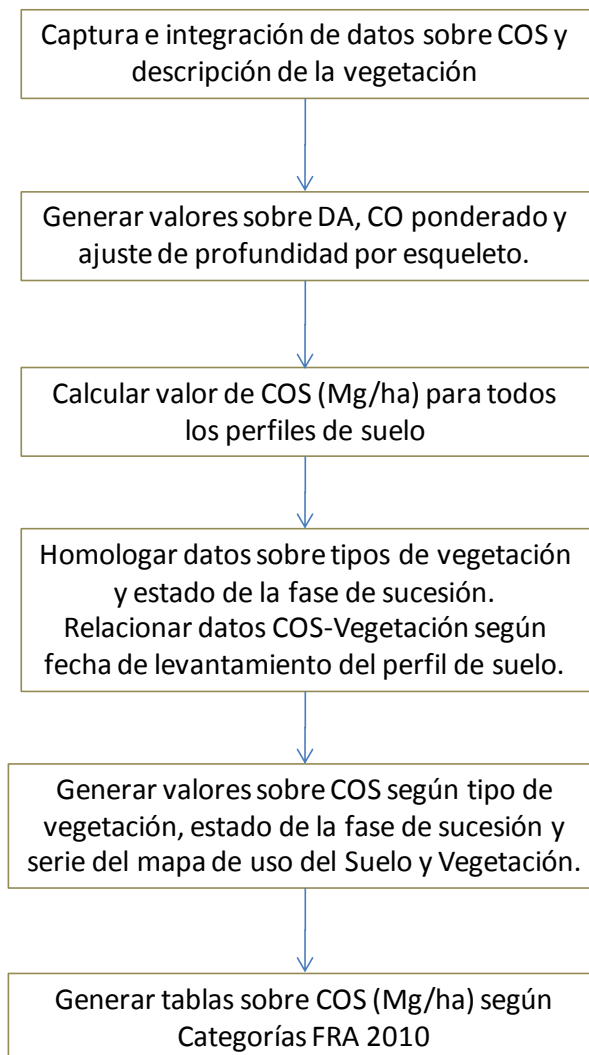 Captura e integración de datos sobre COS y
descripción de la vegetación
Generar valores sobre DA, CO ponderado y
ajuste de profundidad por esqueleto.
Calcular valor de COS (Mg/ha) para todos
los perfiles de suelo
Homologar datos sobre tipos de vegetación
y estado de la fase de sucesión.
Relacionar datos COS-Vegetación según
fecha de levantamiento del perfil de suelo.
Generar valores sobre COS según tipo de
vegetación, estado de la fase de sucesión y
serie del mapa de uso del Suelo y Vegetación.
Generar tablas sobre COS (Mg/ha) según
Categorías FRA 2010